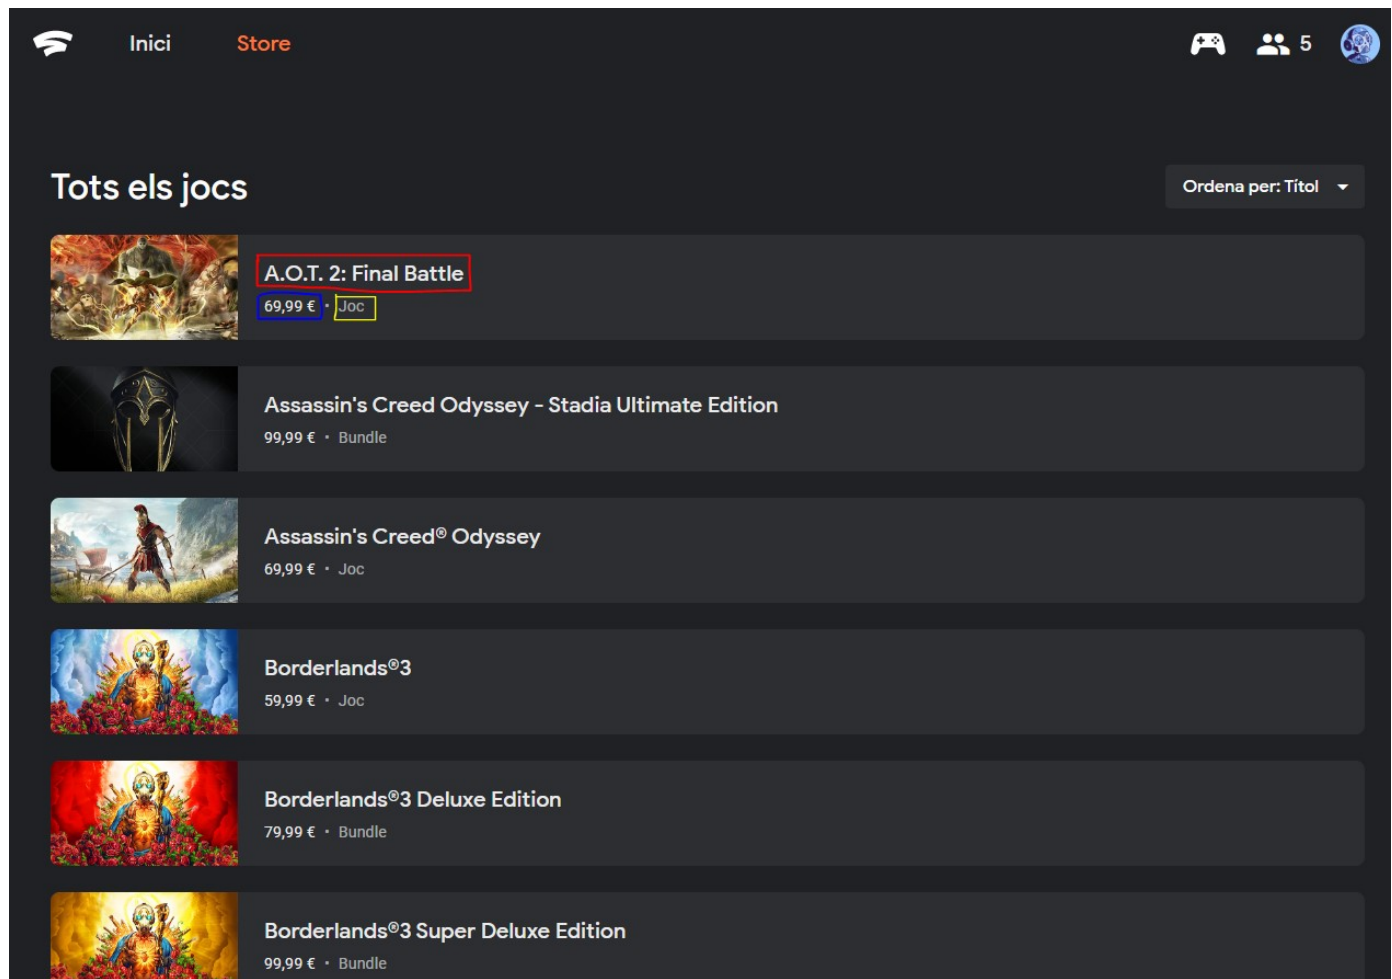 Inici Store 5
Tots els jocs
Ordena per: Títol
A.O.T. 2: Final Battle
69,99 € • Joc
Assassin's Creed Odyssey - Stadia Ultimate Edition
99,99 € • Bundle
Assassin's Creed® Odyssey
69,99 € • Joc
Borderlands®3
59,99 € • Joc
Borderlands®3 Deluxe Edition
79,99 € • Bundle
Borderlands®3 Super Deluxe Edition
99,99 € • Bundle